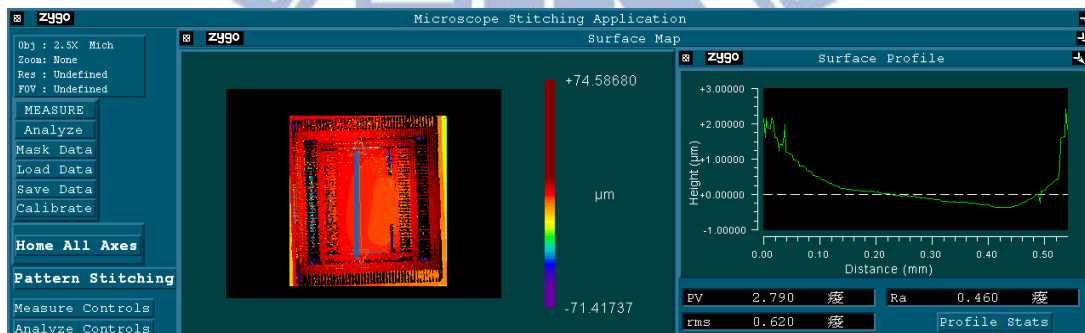 zygo Microscope Stitching Application
Obj : 2.5X Mich
Zoom: None
Res : Undefined
FOV : Undefined
MEASURE
Analyze
Mask Data
Load Data
Save Data
Calibrate
Home All Axes
Pattern Stitching
Measure Controls
Analyze Controls
zygo Surface Map
+74.58680
μm
-71.41737
zygo Surface Profile
+3.00000
+2.00000
+1.00000
+0.00000
-1.00000
Height (μm)
0.00 0.10 0.20 0.30 0.40 0.50
Distance (mm)
PV 2.790 痿
Ra 0.460 痿
rms 0.620 痿
Profile Stats